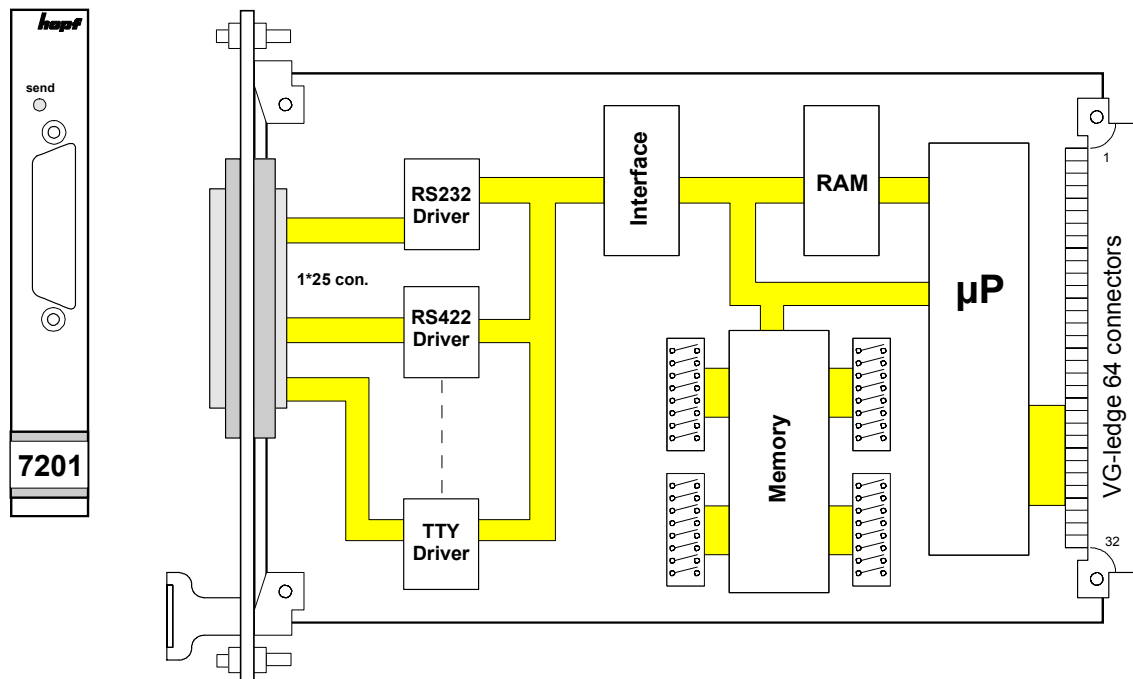 hopf
send
7201
RS232
Driver
1*25 con.
RS422
Driver
TTY
Driver
Interface
RAM
Memory
µP
1
VG-ledge 64 connectors
32